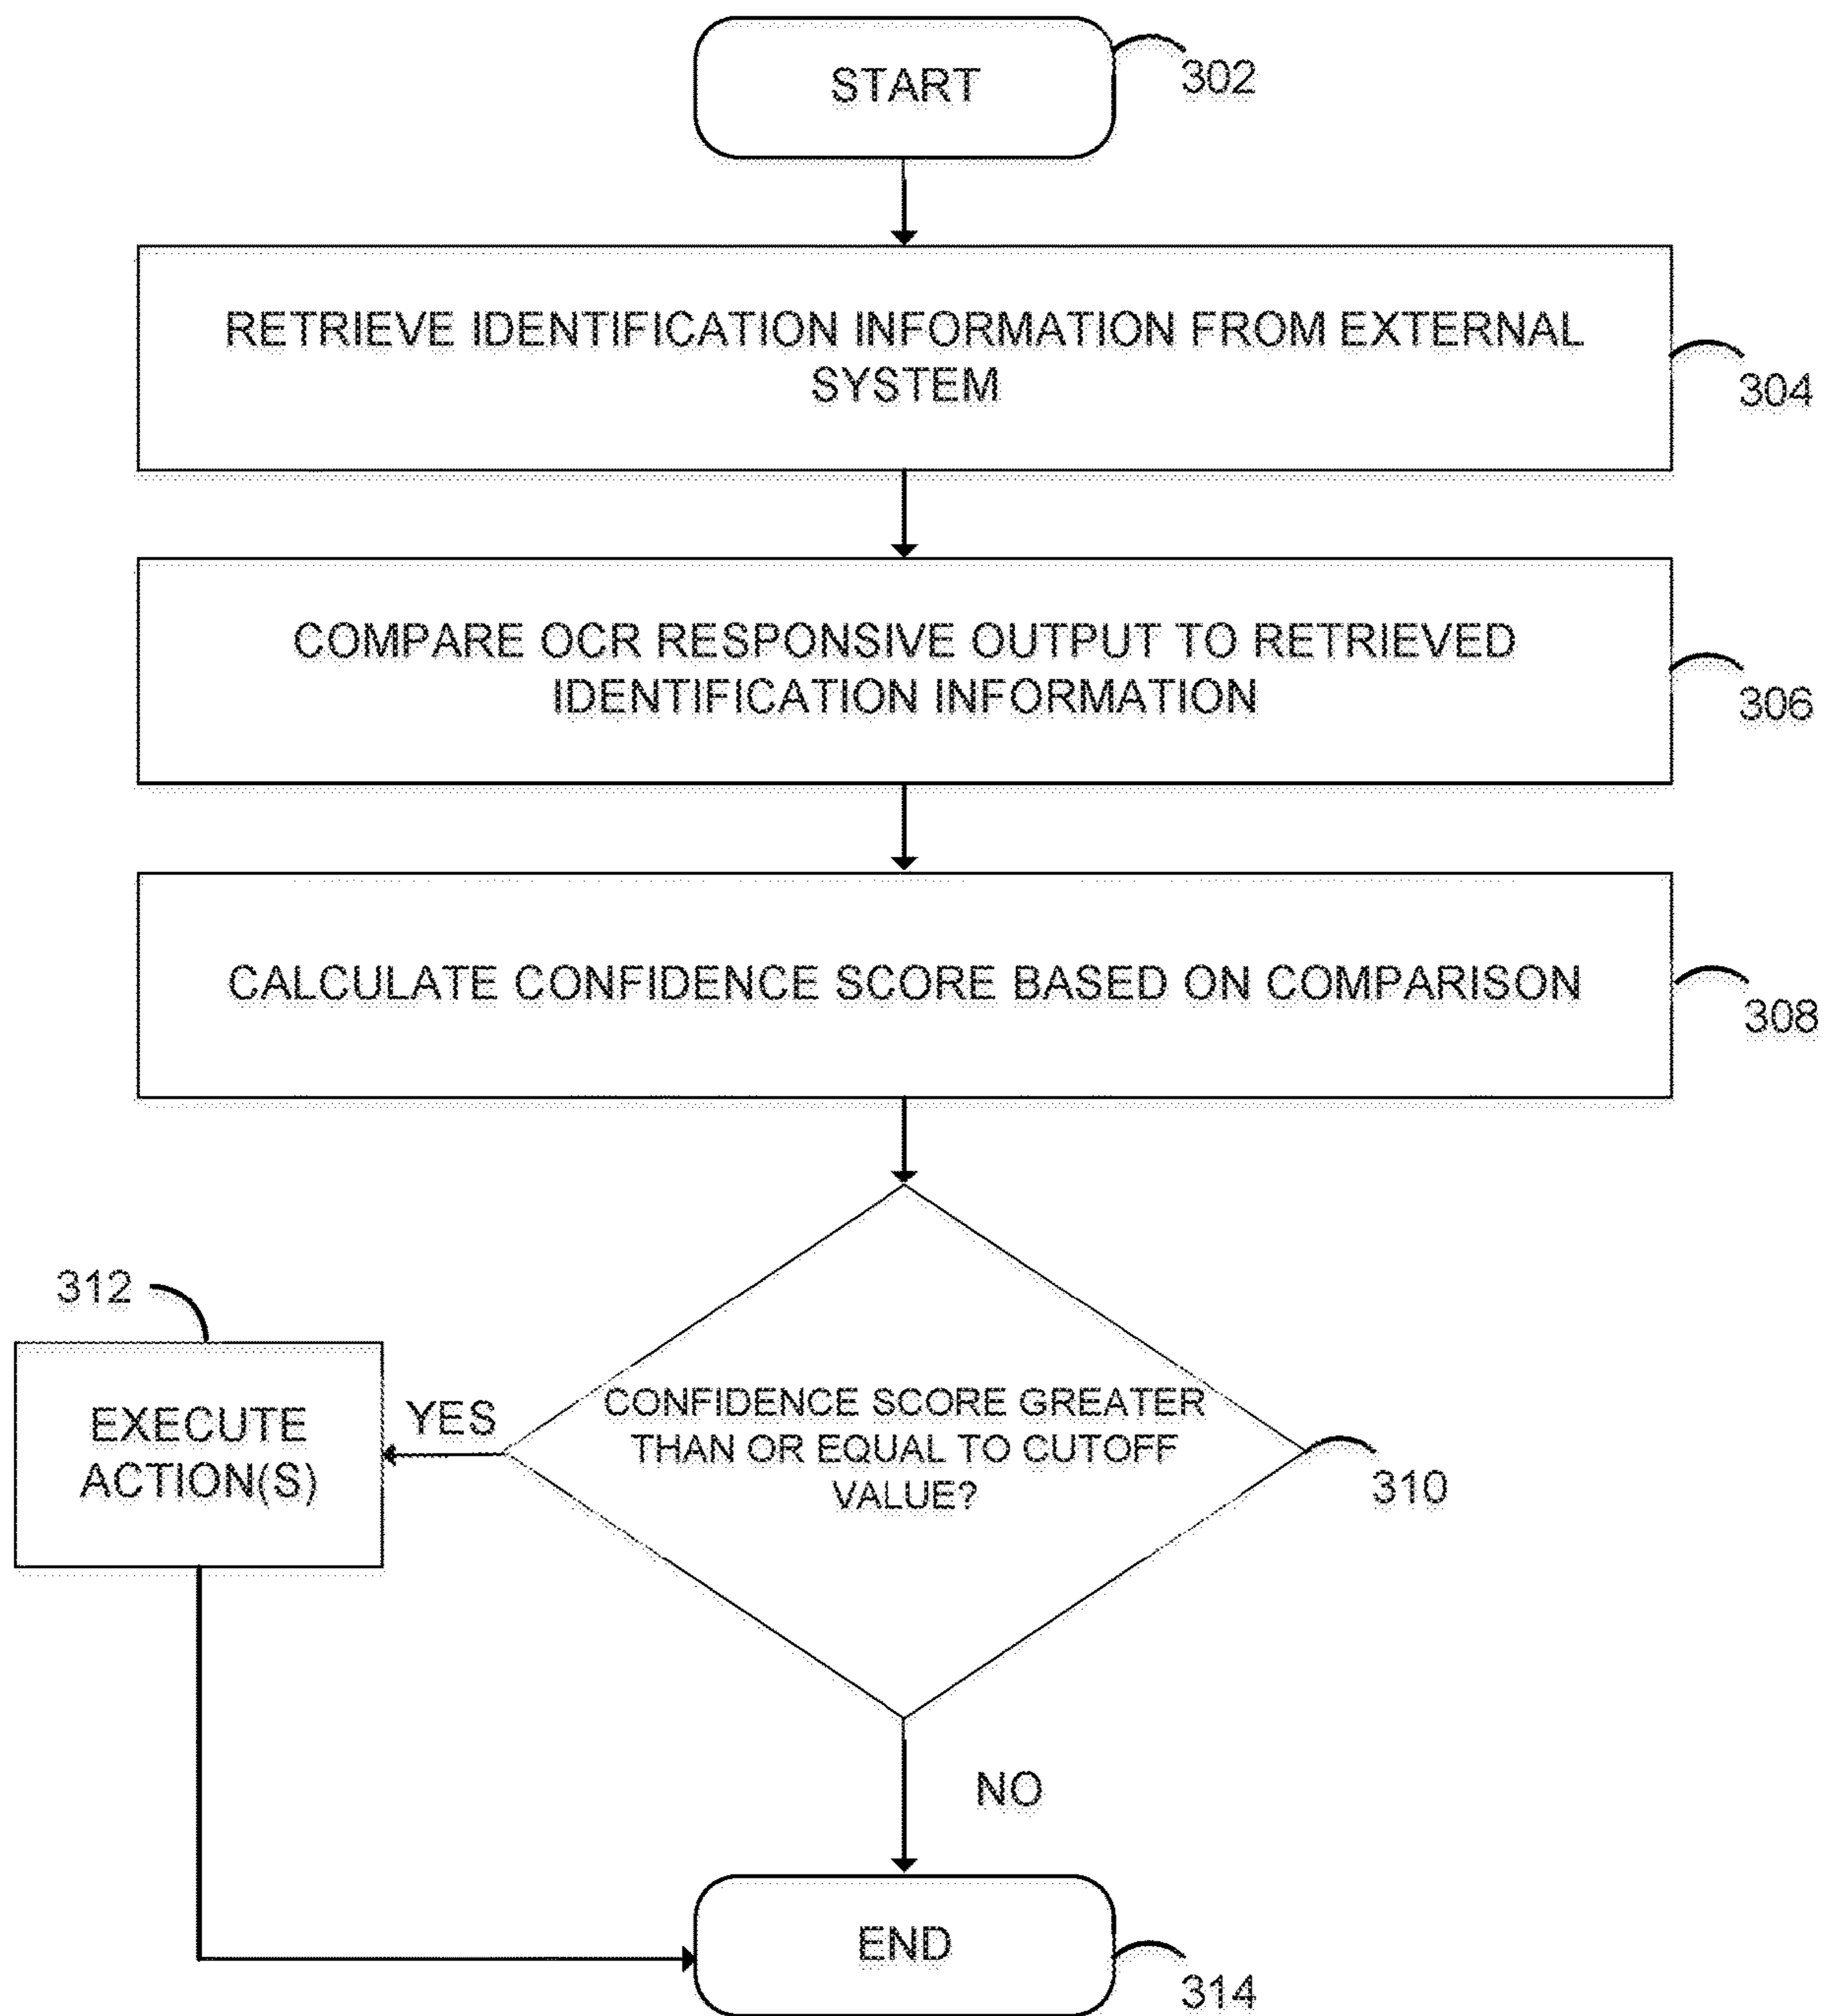 START
302
RETRIEVE IDENTIFICATION INFORMATION FROM EXTERNAL
SYSTEM
304
COMPARE OCR RESPONSIVE OUTPUT TO RETRIEVED
IDENTIFICATION INFORMATION
306
CALCULATE CONFIDENCE SCORE BASED ON COMPARISON
308
312
EXECUTE
ACTION(S)
YES
CONFIDENCE SCORE GREATER
THAN OR EQUAL TO CUTOFF
VALUE?
310
NO
END
314